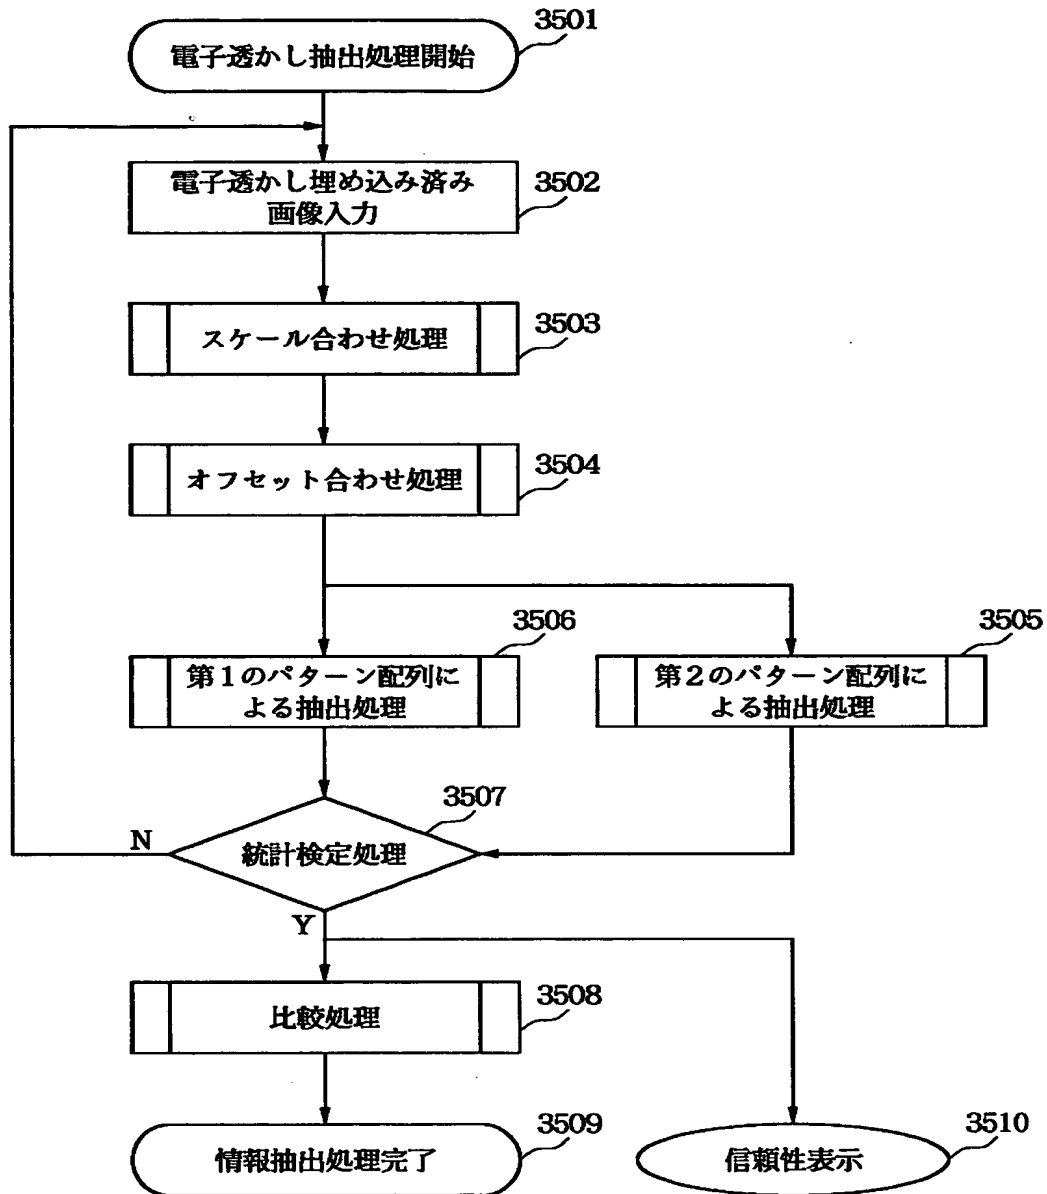 3501
電子透かし抽出処理開始
電子透かし埋め込み済み
画像入力
3502
スケール合わせ処理
3503
オフセット合わせ処理
3504
3506
3505
第1のパターン配列に
よる抽出処理
第2のパターン配列に
よる抽出処理
3507
N
統計検定処理
Y
比較処理
3508
情報抽出処理完了
3509
信頼性表示
3510